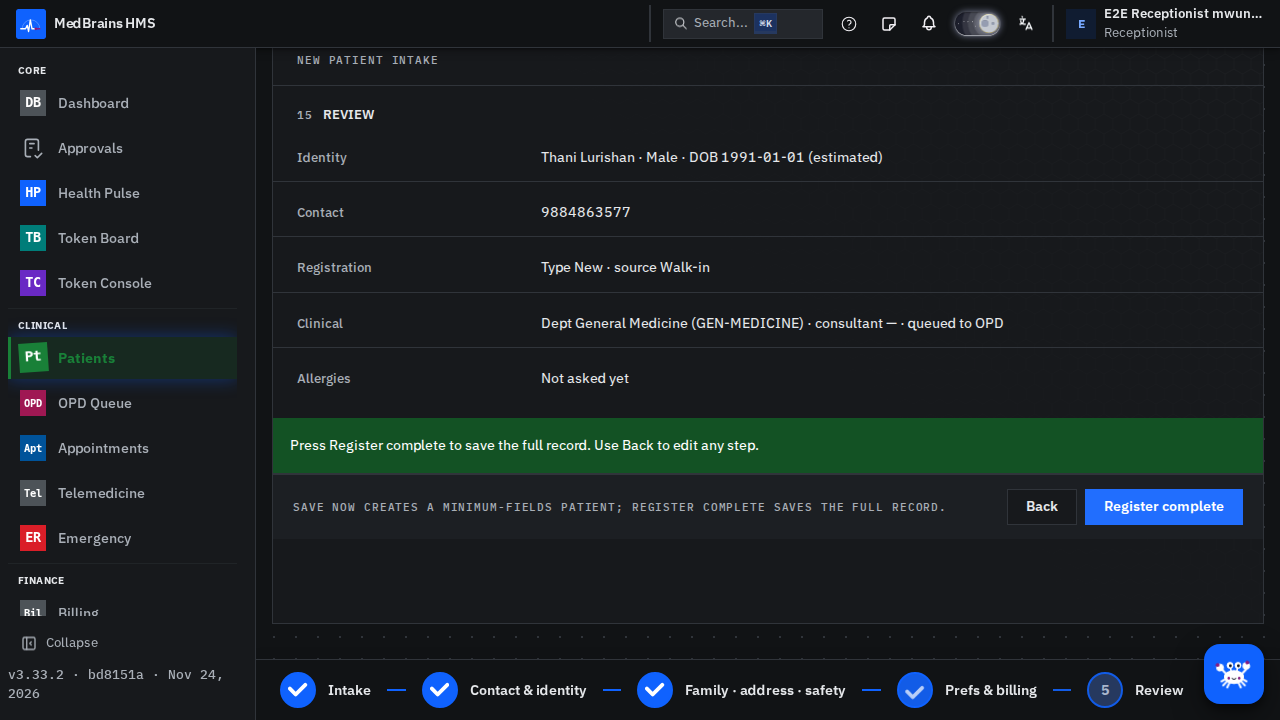 MedBrains HMS
Search...
⌘K
E2E Receptionist mwun...
E
Receptionist
CORE
DB Dashboard
Approvals
HP Health Pulse
TB Token Board
TC Token Console
CLINICAL
Pt Patients
OPD OPD Queue
Apt Appointments
Tel Telemedicine
ER Emergency
FINANCE
Bil Billing
Collapse
v3.33.2 · bd8151a · Nov 24,
2026
NEW PATIENT INTAKE
15 REVIEW
Identity Thani Lurishan · Male · DOB 1991-01-01 (estimated)
Contact 9884863577
Registration Type New · source Walk-in
Clinical Dept General Medicine (GEN-MEDICINE) · consultant — · queued to OPD
Allergies Not asked yet
Press Register complete to save the full record. Use Back to edit any step.
SAVE NOW CREATES A MINIMUM-FIELDS PATIENT; REGISTER COMPLETE SAVES THE FULL RECORD.
Back
Register complete
Intake
Contact & identity
Family · address · safety
Prefs & billing
5 Review